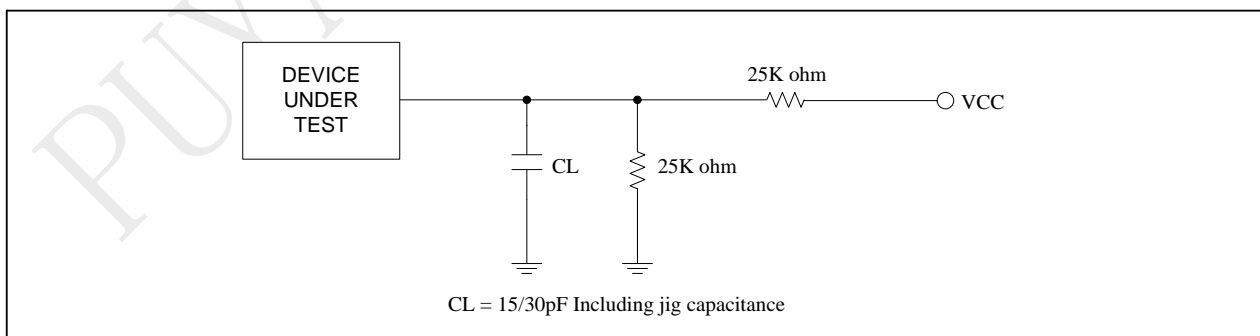 DEVICE
UNDER
TEST
25K ohm
VCC
CL
25K ohm
CL = 15/30pF Including jig capacitance